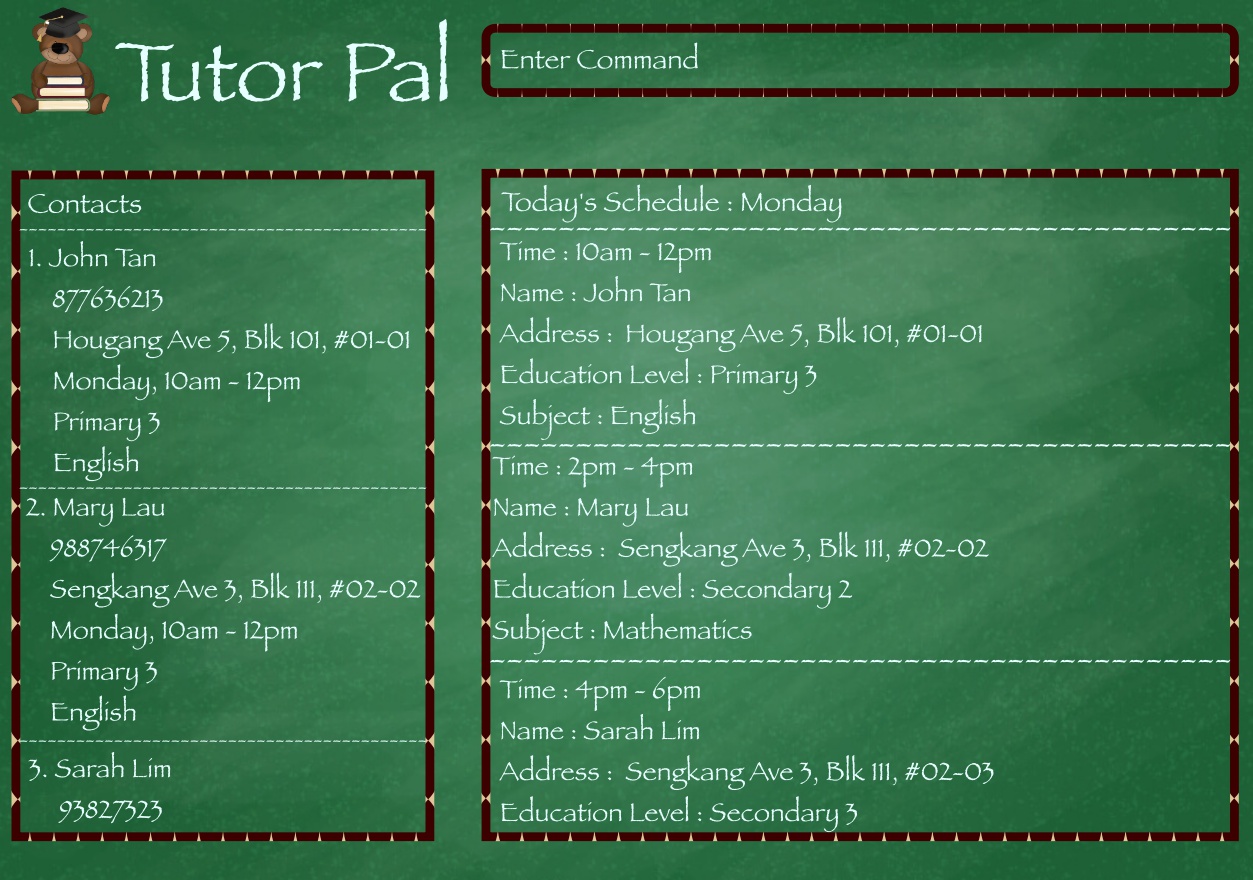 Tutor Pal
Enter Command
Contacts
1. John Tan
877636213
Hougang Ave 5, Blk 101, #01-01
Monday, 10am - 12pm
Primary 3
English
2. Mary Lau
988746317
Sengkang Ave 3, Blk 111, #02-02
Monday, 10am - 12pm
Primary 3
English
3. Sarah Lim
93827323
Today's Schedule : Monday
Time : 10am - 12pm
Name : John Tan
Address : Hougang Ave 5, Blk 101, #01-01
Education Level : Primary 3
Subject : English
Time : 2pm - 4pm
Name : Mary Lau
Address : Sengkang Ave 3, Blk 111, #02-02
Education Level : Secondary 2
Subject : Mathematics
Time : 4pm - 6pm
Name : Sarah Lim
Address : Sengkang Ave 3, Blk 111, #02-03
Education Level : Secondary 3